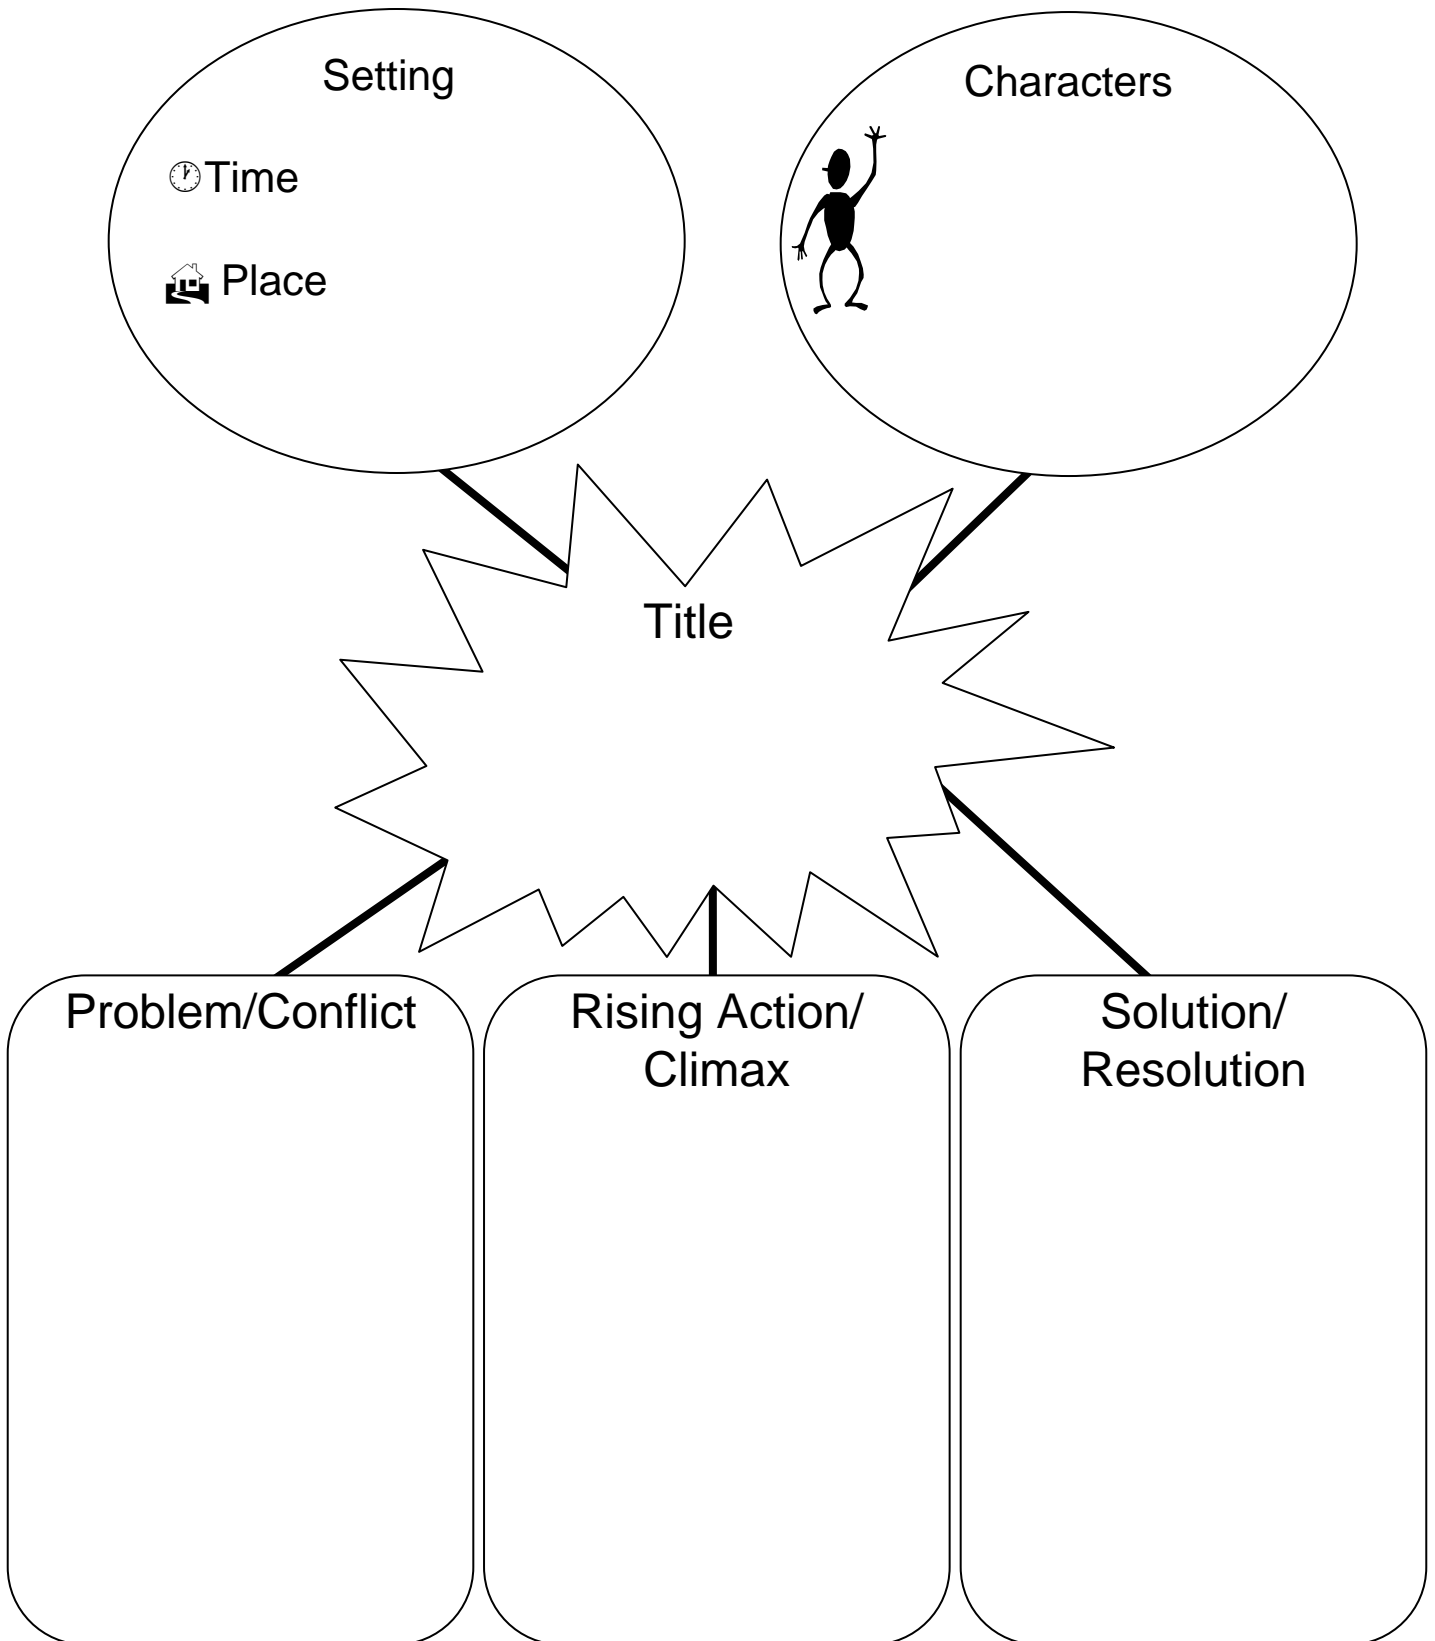 Setting
🕐Time
Place
Characters
Title
Problem/Conflict
Rising Action/
Climax
Solution/
Resolution